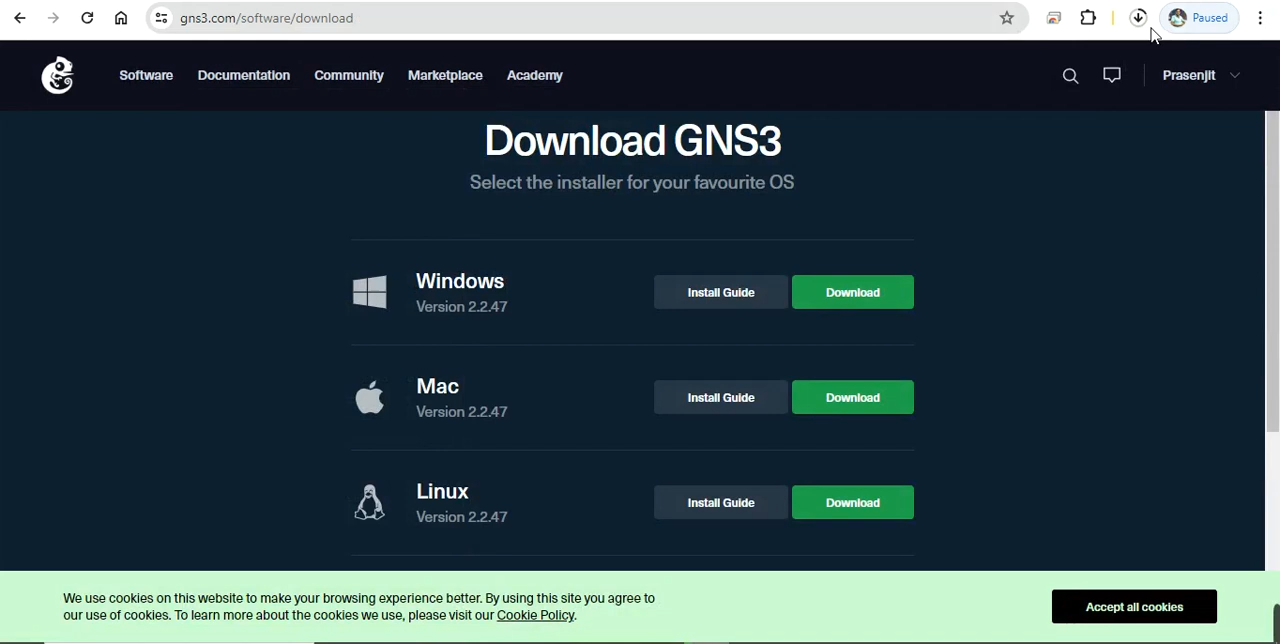 gns3.com/software/download
Paused
Software Documentation Community Marketplace Academy
Prasenjit
Download GNS3
Select the installer for your favourite OS
Windows
Version 2.2.47
Install Guide Download
Mac
Version 2.2.47
Install Guide Download
Linux
Version 2.2.47
Install Guide Download
We use cookies on this website to make your browsing experience better. By using this site you agree to
our use of cookies. To learn more about the cookies we use, please visit our Cookie Policy.
Accept all cookies